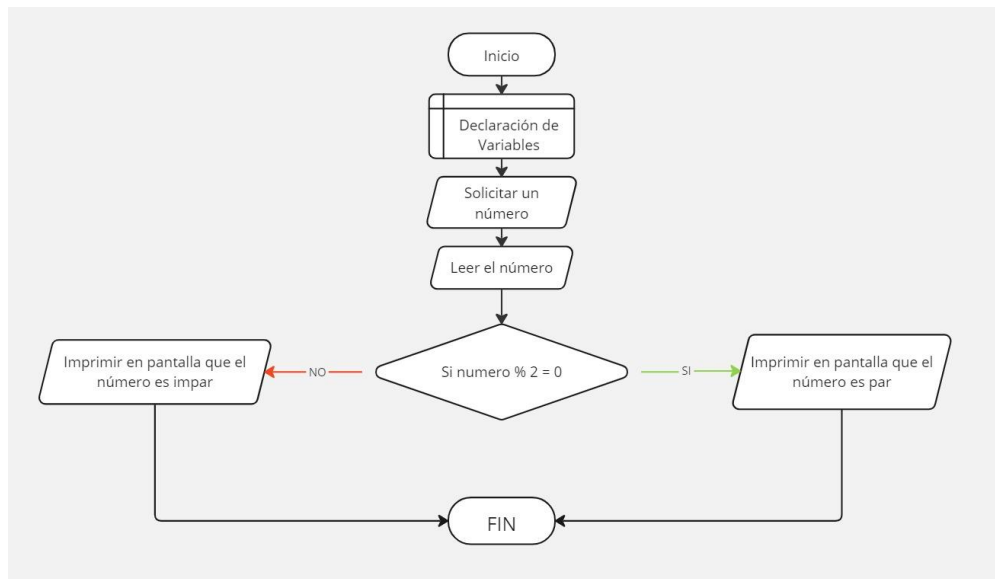 Inicio
Declaración de
Variables
Solicitar un
número
Leer el número
Si numero % 2 = 0
NO
Imprimir en pantalla que el
número es impar
SI
Imprimir en pantalla que el
número es par
FIN